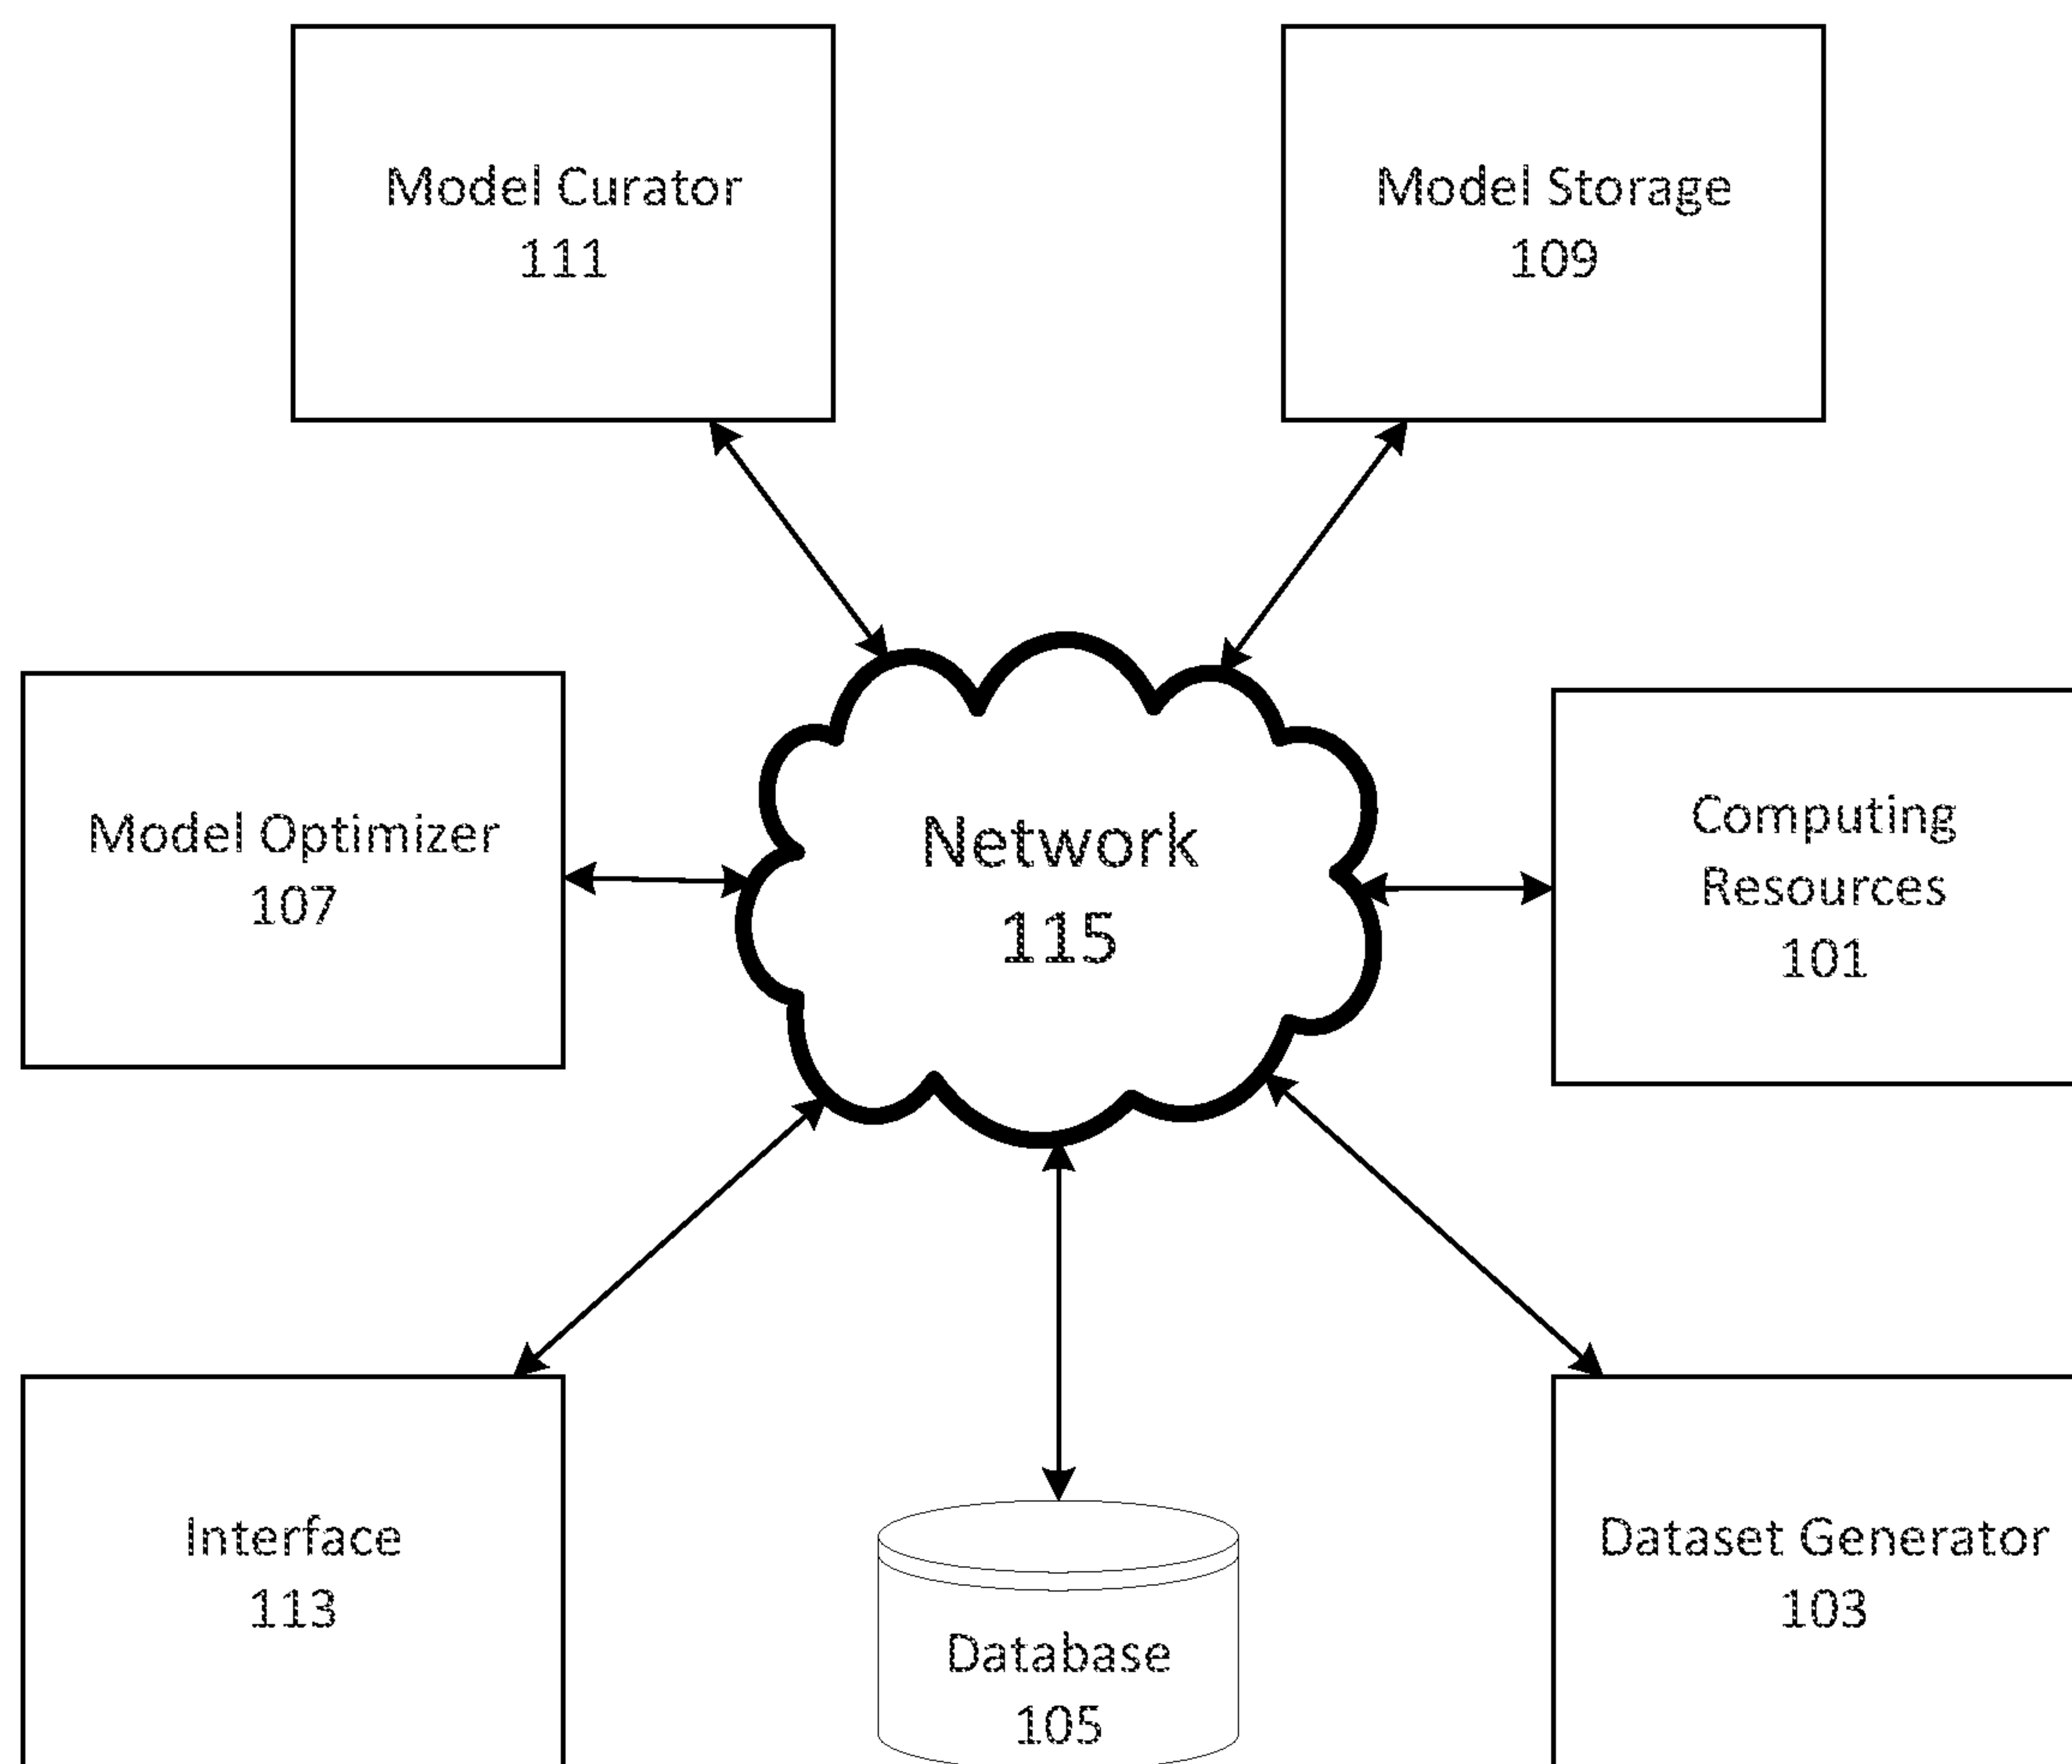 Model Curator
111
Model Storage
109
Model Optimizer
107
Network
115
Computing
Resources
101
Interface
113
Database
105
Dataset Generator
103